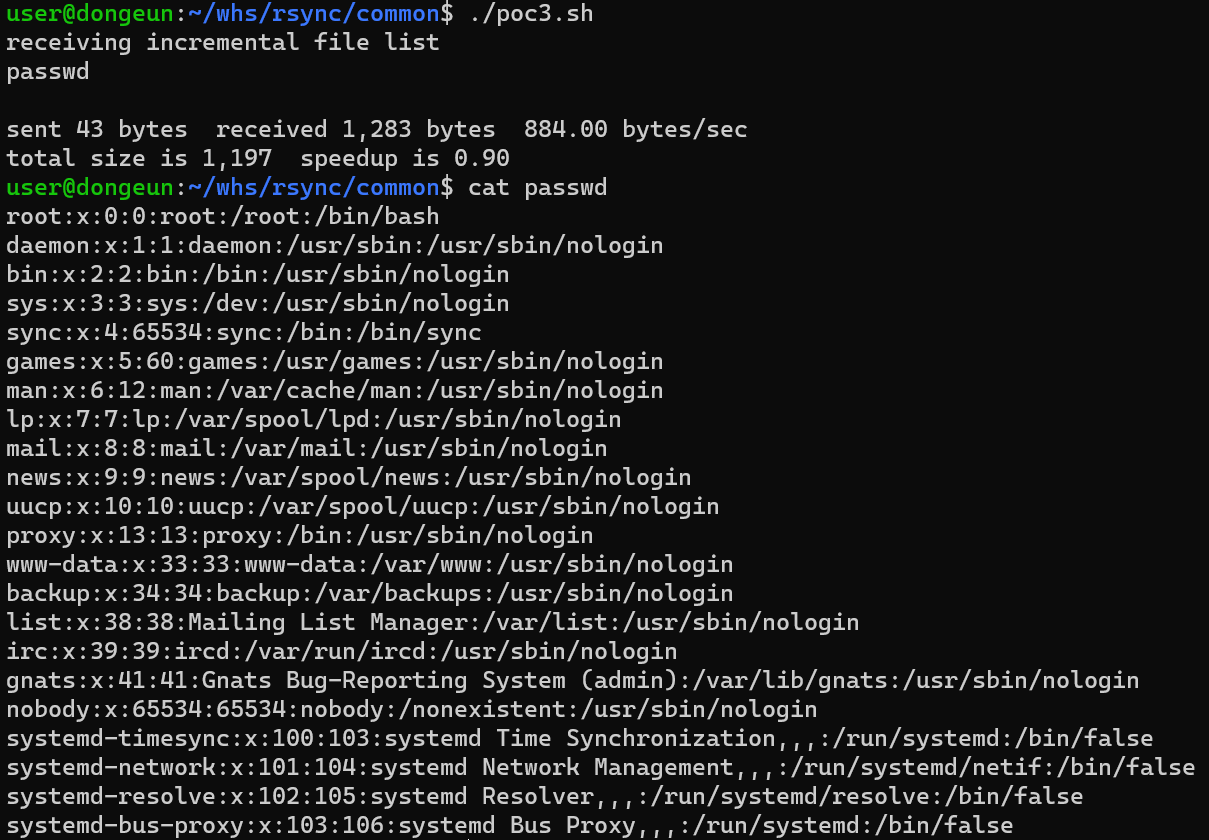 user@dongeun:~/whs/rsync/common$ ./poc3.sh
receiving incremental file list
passwd
sent 43 bytes  received 1,283 bytes  884.00 bytes/sec
total size is 1,197  speedup is 0.90
user@dongeun:~/whs/rsync/common$ cat passwd
root:x:0:0:root:/root:/bin/bash
daemon:x:1:1:daemon:/usr/sbin:/usr/sbin/nologin
bin:x:2:2:bin:/bin:/usr/sbin/nologin
sys:x:3:3:sys:/dev:/usr/sbin/nologin
sync:x:4:65534:sync:/bin:/bin/sync
games:x:5:60:games:/usr/games:/usr/sbin/nologin
man:x:6:12:man:/var/cache/man:/usr/sbin/nologin
lp:x:7:7:lp:/var/spool/lpd:/usr/sbin/nologin
mail:x:8:8:mail:/var/mail:/usr/sbin/nologin
news:x:9:9:news:/var/spool/news:/usr/sbin/nologin
uucp:x:10:10:uucp:/var/spool/uucp:/usr/sbin/nologin
proxy:x:13:13:proxy:/bin:/usr/sbin/nologin
www-data:x:33:33:www-data:/var/www:/usr/sbin/nologin
backup:x:34:34:backup:/var/backups:/usr/sbin/nologin
list:x:38:38:Mailing List Manager:/var/list:/usr/sbin/nologin
irc:x:39:39:ircd:/var/run/ircd:/usr/sbin/nologin
gnats:x:41:41:Gnats Bug-Reporting System (admin):/var/lib/gnats:/usr/sbin/nologin
nobody:x:65534:65534:nobody:/nonexistent:/usr/sbin/nologin
systemd-timesync:x:100:103:systemd Time Synchronization,,,:/run/systemd:/bin/false
systemd-network:x:101:104:systemd Network Management,,,:/run/systemd/netif:/bin/false
systemd-resolve:x:102:105:systemd Resolver,,,:/run/systemd/resolve:/bin/false
systemd-bus-proxy:x:103:106:systemd Bus Proxy,,,:/run/systemd:/bin/false